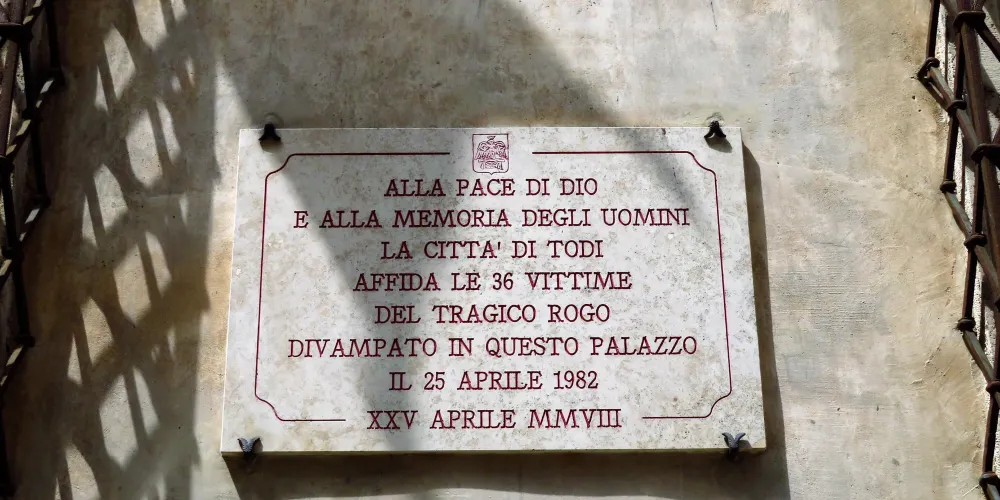 ALLA PACE DI DIO
E ALLA MEMORIA DEGLI UOMINI
LA CITTA' DI TODI
AFFIDA LE 36 VITTIME
DEL TRAGICO ROGO
DIVAMPATO IN QUESTO PALAZZO
IL 25 APRILE 1982
XXV APRILE MMVIII